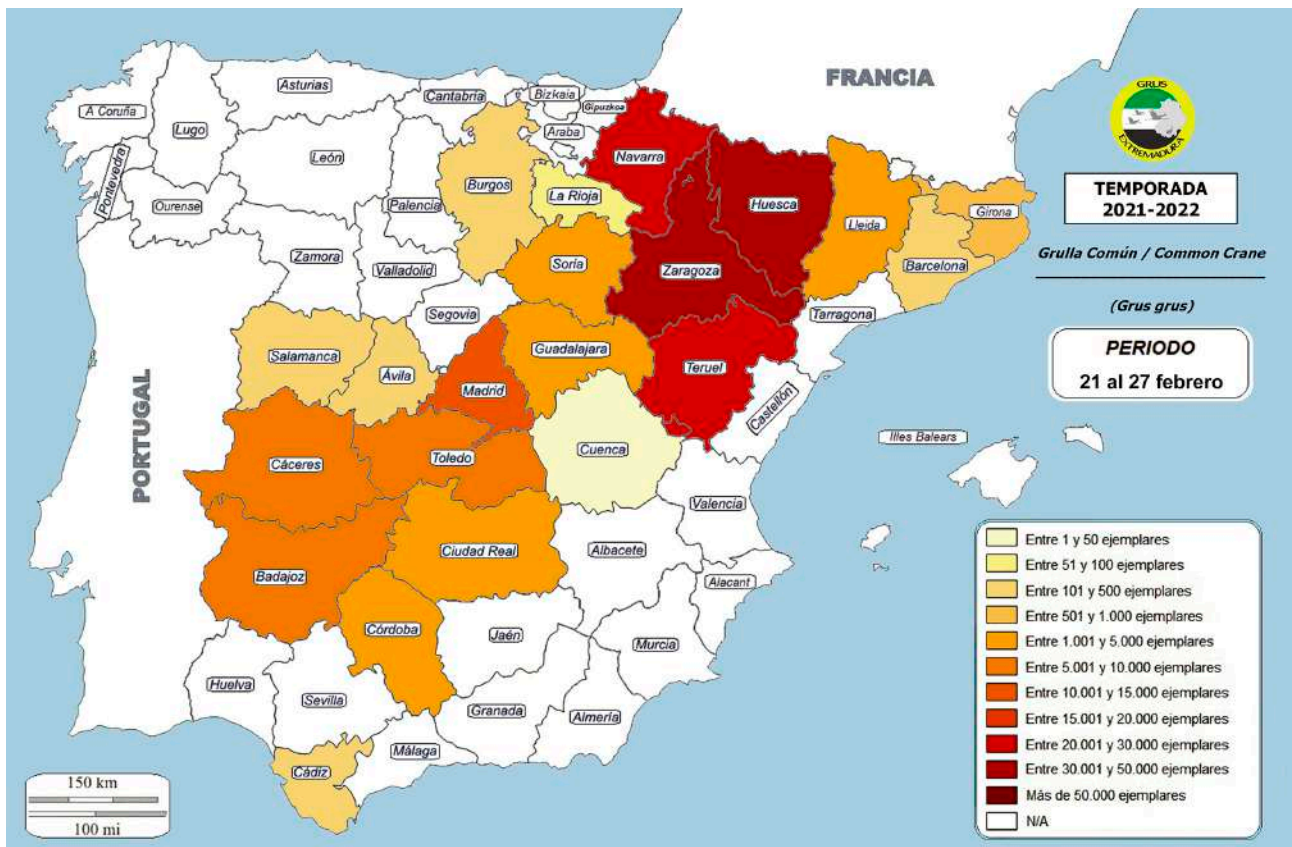 FRANCIA
GRUS
EXTREMADURA
TEMPORADA
2021-2022
Grulla Común / Common Crane
(Grus grus)
PERIODO
21 al 27 febrero
A Coruña
Lugo
Asturias
Cantabria
Bizkaia
Gipuzkoa
Araba
Navarra
Pontevedra
Ourense
León
Palencia
Burgos
La Rioja
Huesca
Lleida
Girona
Barcelona
Zamora
Valladolid
Soria
Zaragoza
Tarragona
Segovia
Salamanca
Ávila
Madrid
Guadalajara
Teruel
Castellón
PORTUGAL
Cáceres
Toledo
Cuenca
Illes Balears
Valencia
Badajoz
Ciudad Real
Albacete
Alacant
Córdoba
Jaén
Murcia
Huelva
Sevilla
Granada
Almería
Málaga
Cádiz
150 km
100 mi
Entre 1 y 50 ejemplares
Entre 51 y 100 ejemplares
Entre 101 y 500 ejemplares
Entre 501 y 1.000 ejemplares
Entre 1.001 y 5.000 ejemplares
Entre 5.001 y 10.000 ejemplares
Entre 10.001 y 15.000 ejemplares
Entre 15.001 y 20.000 ejemplares
Entre 20.001 y 30.000 ejemplares
Entre 30.001 y 50.000 ejemplares
Más de 50.000 ejemplares
N/A